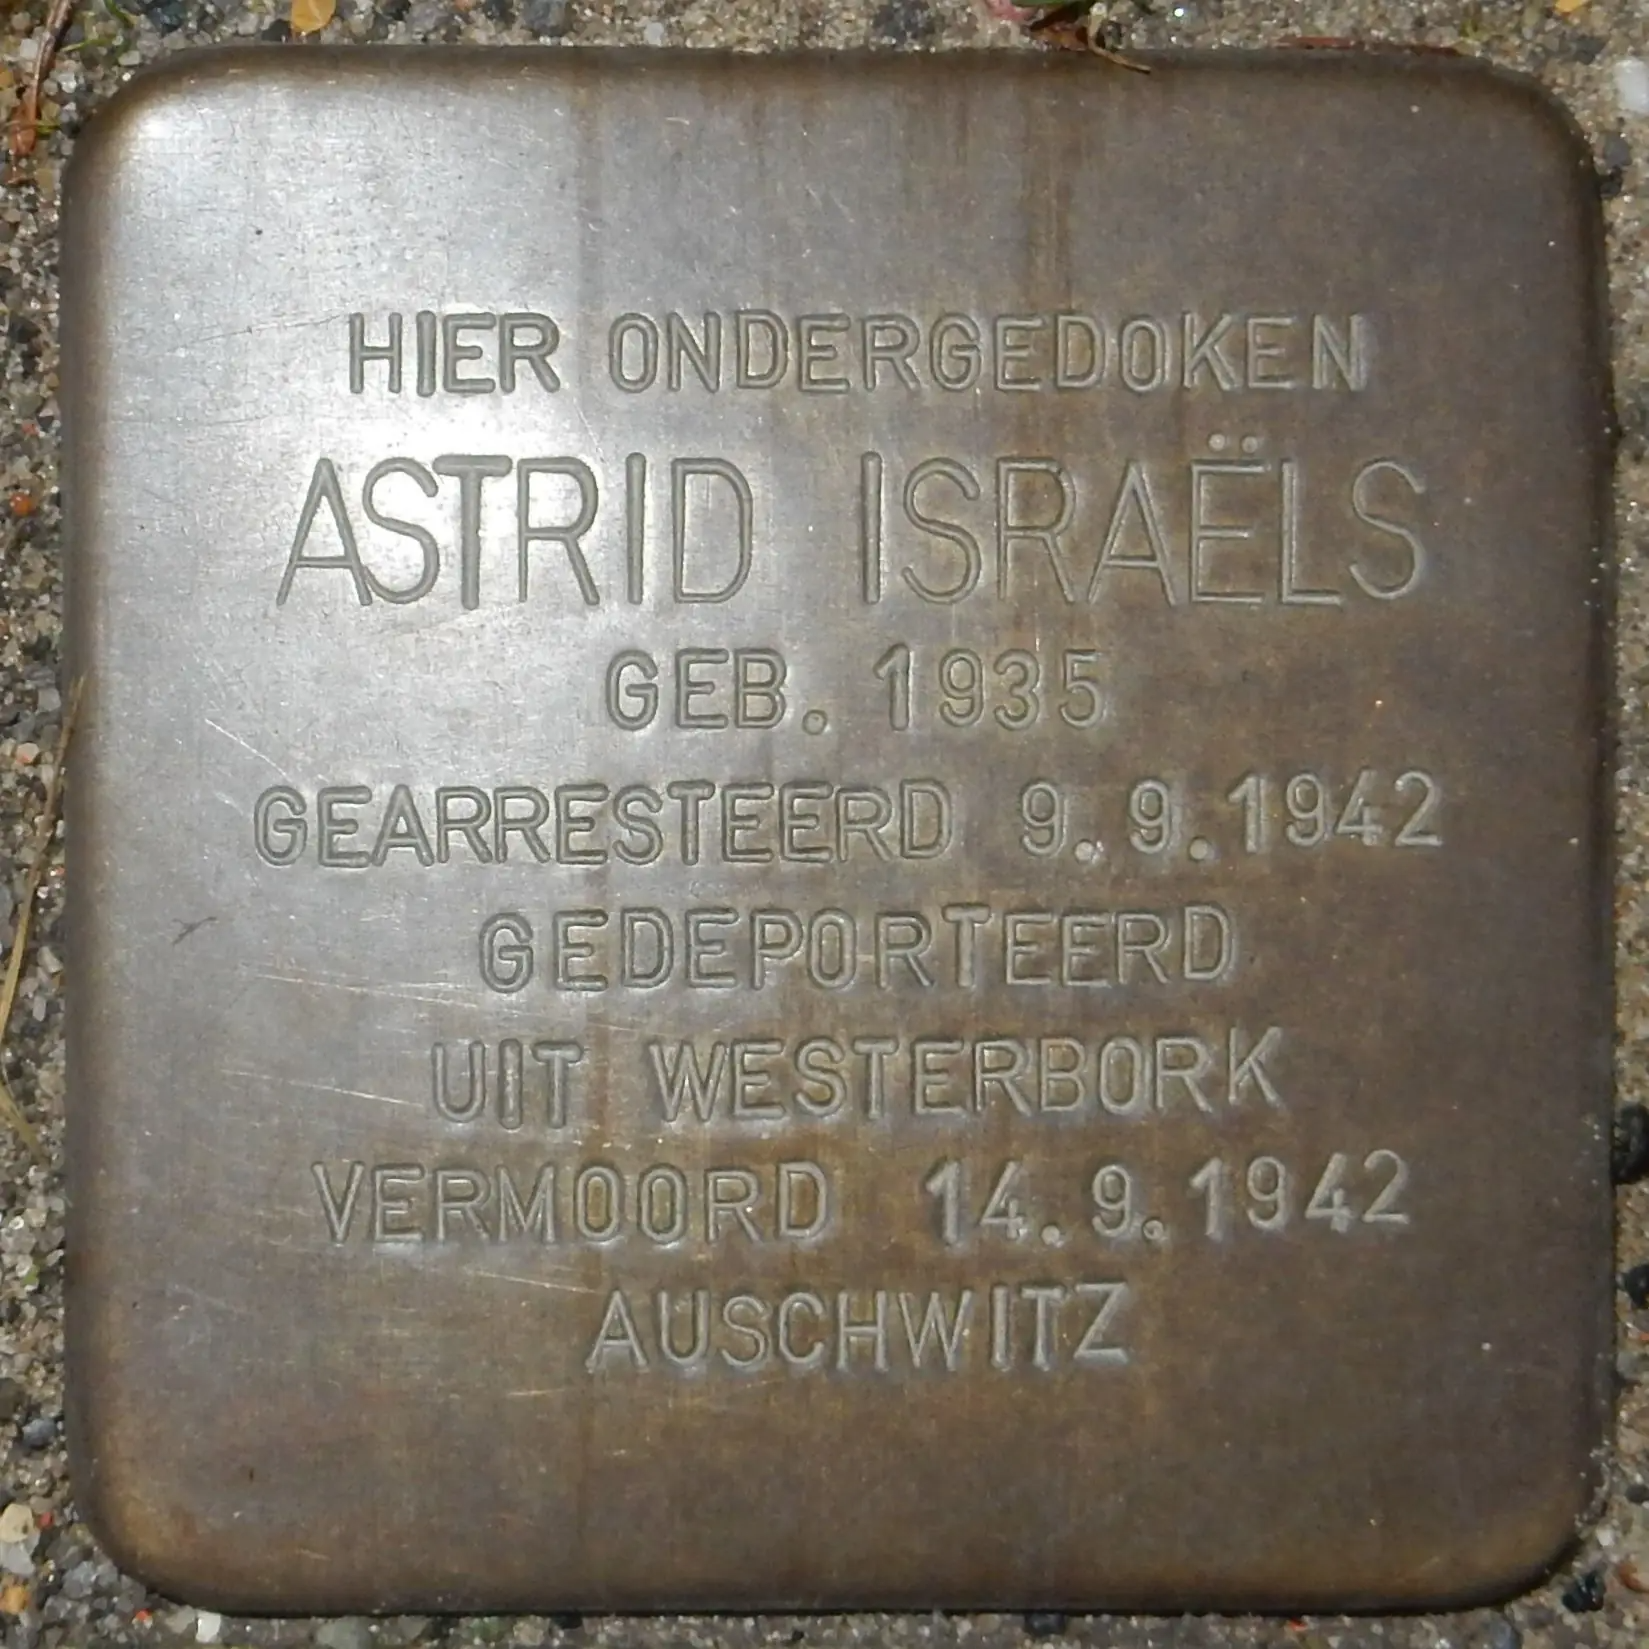 HIER ONDERGEDOKEN
ASTRID ISRAËLS
GEB. 1935
GEARRESTEERD 9.9.1942
GEDEPORTEERD
UIT WESTERBORK
VERMOORD 14.9.1942
AUSCHWITZ